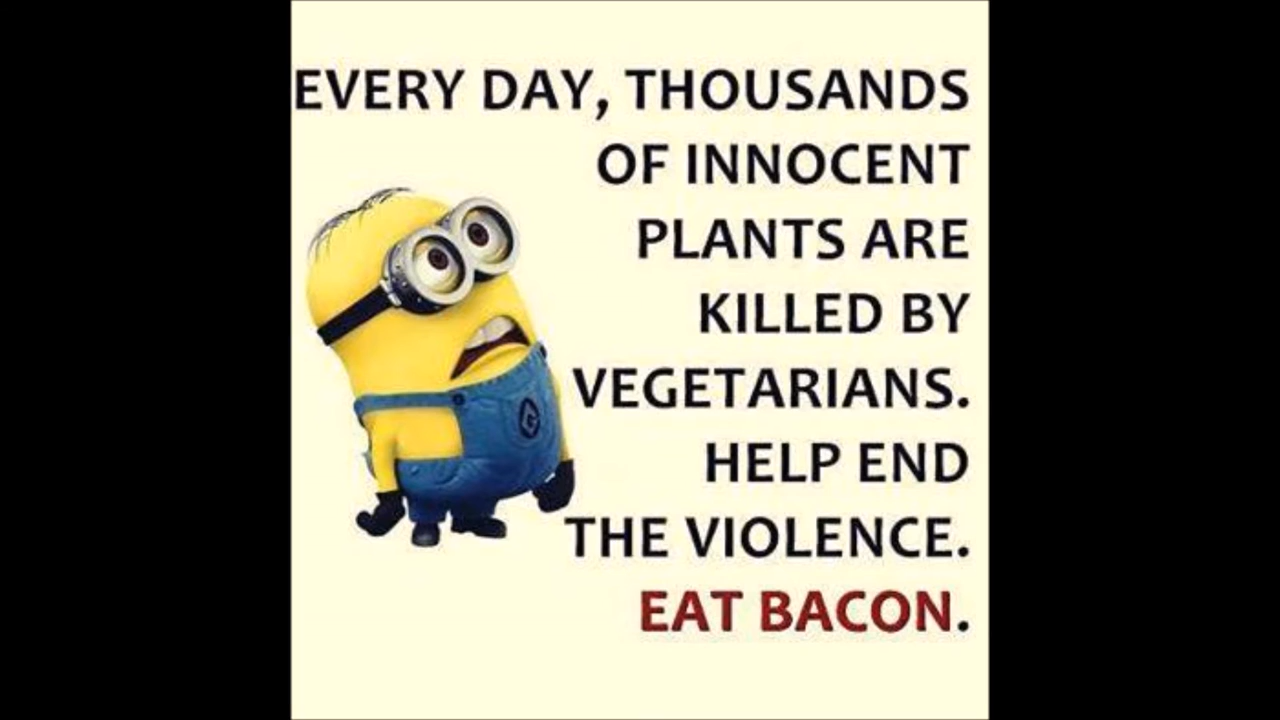 EVERY DAY, THOUSANDS
OF INNOCENT
PLANTS ARE
KILLED BY
VEGETARIANS.
HELP END
THE VIOLENCE.
EAT BACON.